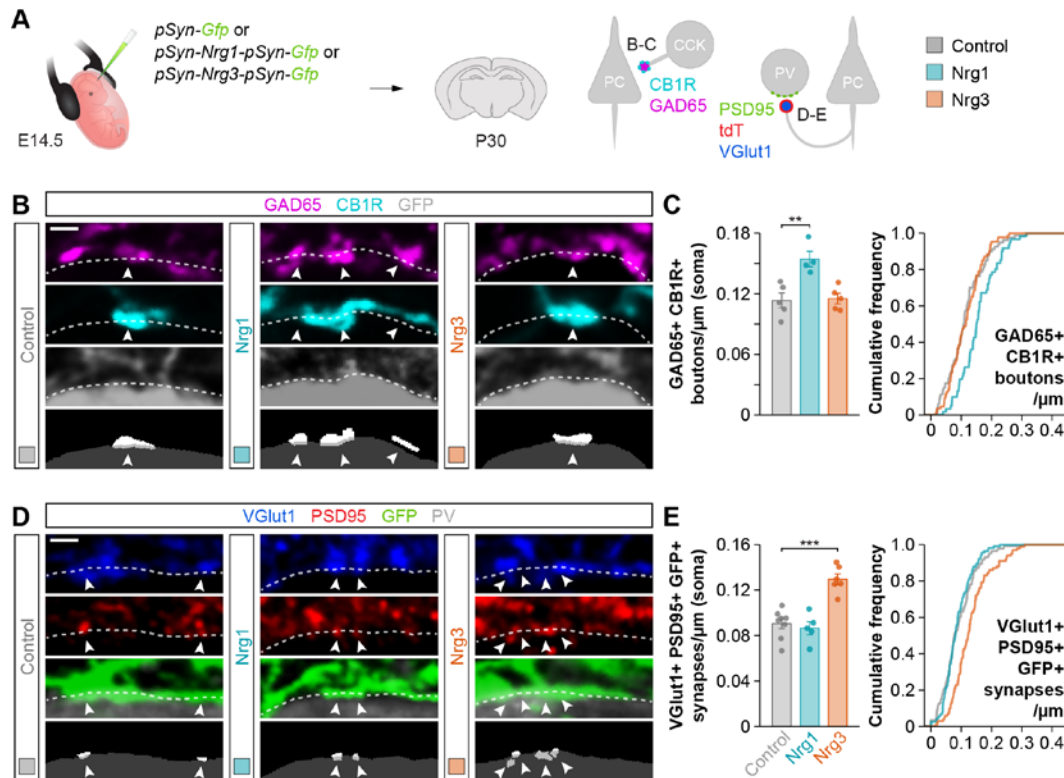 A
pSyn-Gfp or
pSyn-Nrg1-pSyn-Gfp or
pSyn-Nrg3-pSyn-Gfp
E14.5
P30
PC
B-C
CCK
CB1R
GAD65
PV
PC
PSD95
tdT
VGlut1
D-E
Control
Nrg1
Nrg3
B
GAD65 CB1R GFP
Control
Nrg1
Nrg3
C
GAD65+ CB1R+
boutons/µm (soma)
0.18
0.12
0.06
0
**
Cumulative frequency
1.0
0.8
0.6
0.4
0.2
0
GAD65+
CB1R+
boutons
/µm
0 0.1 0.2 0.3 0.4
D
VGlut1 PSD95 GFP PV
Control
Nrg1
Nrg3
E
VGlut1+ PSD95+ GFP+
synapses/µm (soma)
0.16
0.12
0.08
0.04
0
***
Control
Nrg1
Nrg3
Cumulative frequency
1.0
0.8
0.6
0.4
0.2
0
VGlut1+
PSD95+
GFP+
synapses
/µm
0 0.1 0.2 0.3 0.4